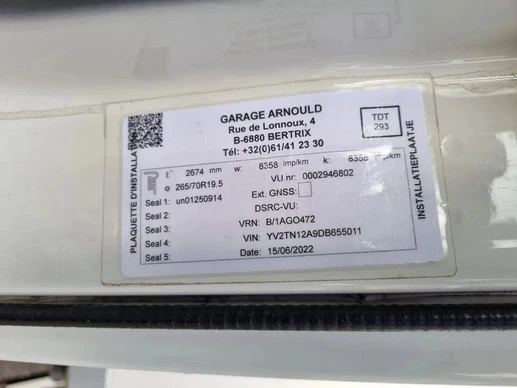 GARAGE ARNOULD
Rue de Lonnoux, 4
B-6880 BERTRIX
Tél: +32(0)61/41 23 30
TDT
293
PLAQUETTE D'INSTALLATION
INSTALLATIEPLAATJE
l: 2674 mm w: 8358 imp/km k: 8358 imp/km
⌀ 265/70R19.5 VU nr: 0002946802
Seal 1: un01250914 Ext. GNSS:
Seal 2: DSRC-VU:
Seal 3: VRN: B/1AGO472
Seal 4: VIN: YV2TN12A9DB655011
Seal 5: Date: 15/06/2022